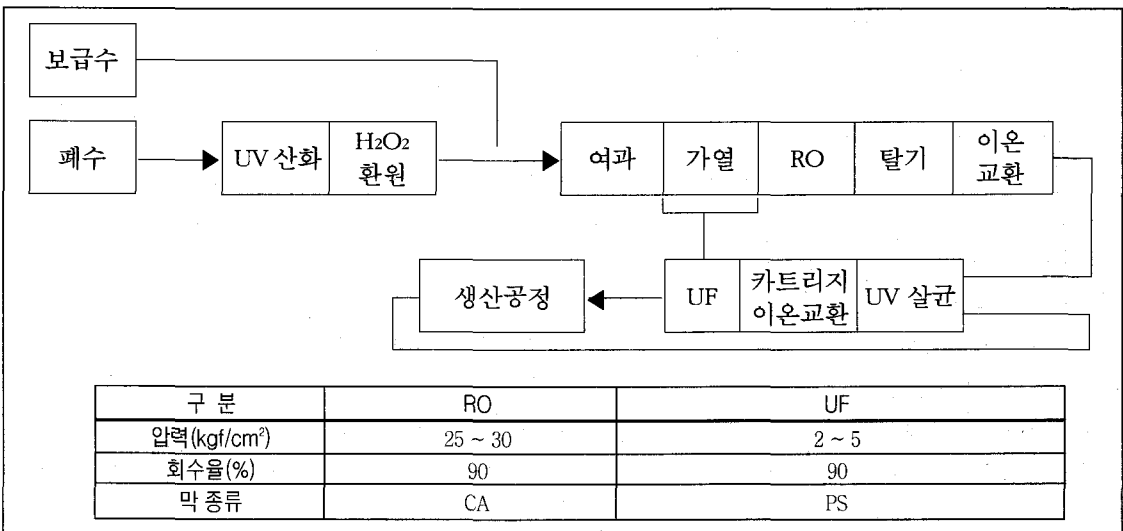 보급수
폐수
UV 산화
H₂O₂
환원
여과
가열
RO
탈기
이온
교환
생산공정
UF
카트리지
이온교환
UV 살균
구 분 RO UF
압력(kgf/cm²) 25 ~ 30 2 ~ 5
회수율(%) 90 90
막 종류 CA PS